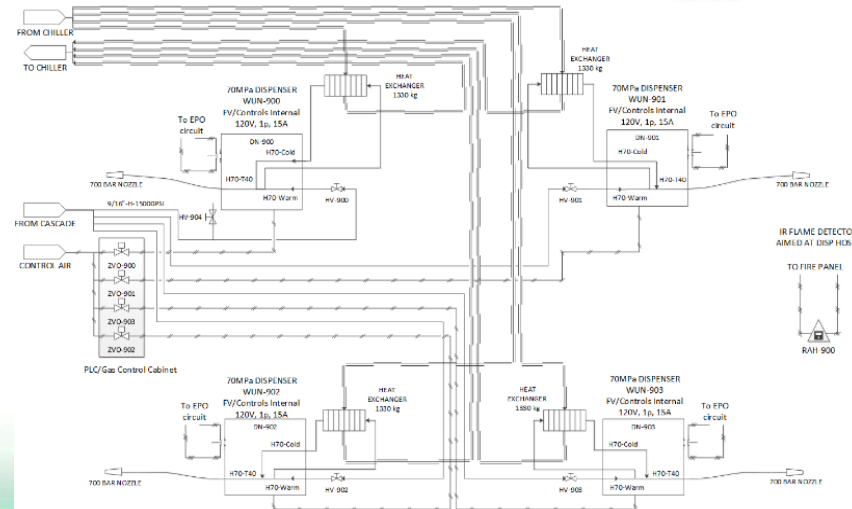 FROM CHILLER
TO CHILLER
HEAT
EXCHANGER
1330 kg
HEAT
EXCHANGER
1330 kg
70MPa DISPENSER
WUN-900
FV/Controls Internal
120V, 1p, 15A
70MPa DISPENSER
WUN-901
FV/Controls Internal
120V, 1p, 15A
To EPO
circuit
DN-900
H70-Cold
H70-T40
H70-Warm
To EPO
circuit
DN-901
H70-Cold
H70-T40
H70-Warm
700 BAR NOZZLE
700 BAR NOZZLE
9/16"-H-15000PSI
HV-900
HV-901
HV-904
FROM CASCADE
CONTROL AIR
ZVO-900
ZVO-901
ZVO-903
ZVO-902
PLC/Gas Control Cabinet
IR FLAME DETECTO
AIMED AT DISP HOS
TO FIRE PANEL
RAH-900
70MPa DISPENSER
WUN-902
FV/Controls Internal
120V, 1p, 15A
HEAT
EXCHANGER
1330 kg
HEAT
EXCHANGER
1330 kg
70MPa DISPENSER
WUN-903
FV/Controls Internal
120V, 1p, 15A
To EPO
circuit
DN-902
H70-Cold
H70-T40
H70-Warm
To EPO
circuit
DN-903
H70-Cold
H70-T40
H70-Warm
700 BAR NOZZLE
HV-902
HV-903
700 BAR NOZZLE